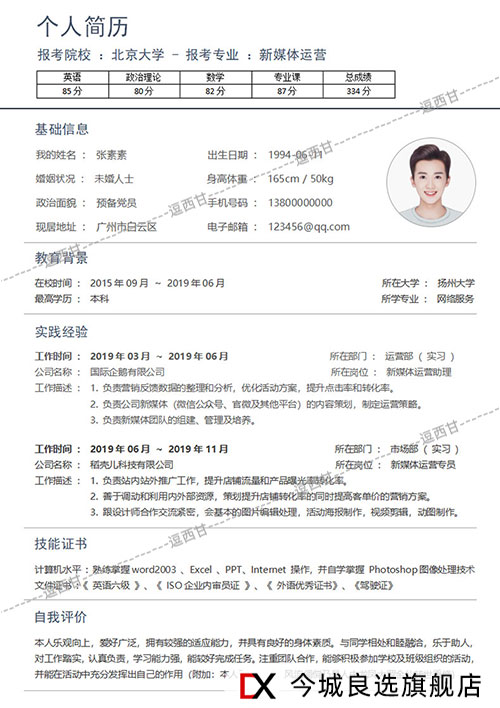 个人简历
报考院校 ：北京大学 - 报考专业 ：新媒体运营
英语 政治理论 数学 专业课 总成绩
85 分 80 分 82 分 87 分 334 分
基础信息
我的姓名 ： 张素素 出生日期 ： 1994-06-11
婚姻状况 ： 未婚人士 身高体重 ： 165cm / 50kg
政治面貌 ： 预备党员 手机号码 ： 13800000000
现居地址 ： 广州市白云区 电子邮箱 ： 123456@qq.com
教育背景
在校时间 ： 2015 年 09 月 ~ 2019 年 06 月 所在大学 ： 扬州大学
最高学历 ： 本科 所学专业 ： 网络服务
实践经验
工作时间 ： 2019 年 03 月 ~ 2019 年 06 月 所在部门 ： 运营部 （ 实习 ）
公司名称 ： 国际企鹅有限公司 所在岗位 ： 新媒体运营助理
工作描述 ： 1. 负责营销反馈数据的整理和分析，优化活动方案，提升点击率和转化率。
2. 负责公司新媒体（微信公众号、官微及其他平台）的内容策划，制定运营策略。
3. 负责新媒体团队的组建、管理及培养。
工作时间 ： 2019 年 06 月 ~ 2019 年 11 月 所在部门 ： 市场部 （ 实习 ）
公司名称 ： 稻壳儿科技有限公司 所在岗位 ： 新媒体运营专员
工作描述 ： 1. 负责站内站外推广工作，提升店铺流量和产品曝光率转化率。
2. 善于调动和利用内外部资源，策划提升店铺转化率的同时提高客单价的营销方案。
3. 跟设计师合作交流紧密，会基本的图片编辑处理，活动海报制作，视频剪辑，动图制作。
技能证书
计算机水平 ：熟练掌握 word2003 、Excel 、PPT、Internet 操作，并自学掌握 Photoshop 图像处理技术
文件证书 ：《 英语六级 》、《 ISO 企业内审员证 》、《 外语优秀证书》、《驾驶证》
自我评价
本人乐观向上，爱好广泛，拥有较强的适应能力，并具有良好的身体素质。与同学相处和睦融洽，乐于助人，
对工作踏实，认真负责，学习能力强，能较好完成任务。注重团队合作，能够积极参加学校及班级组织的活动，
并能在活动中充分发挥出自己的作用（附加：本人
DX 今城良选旗舰店
逗西甘
逗西甘
逗西甘
逗西甘
逗西甘
逗西甘